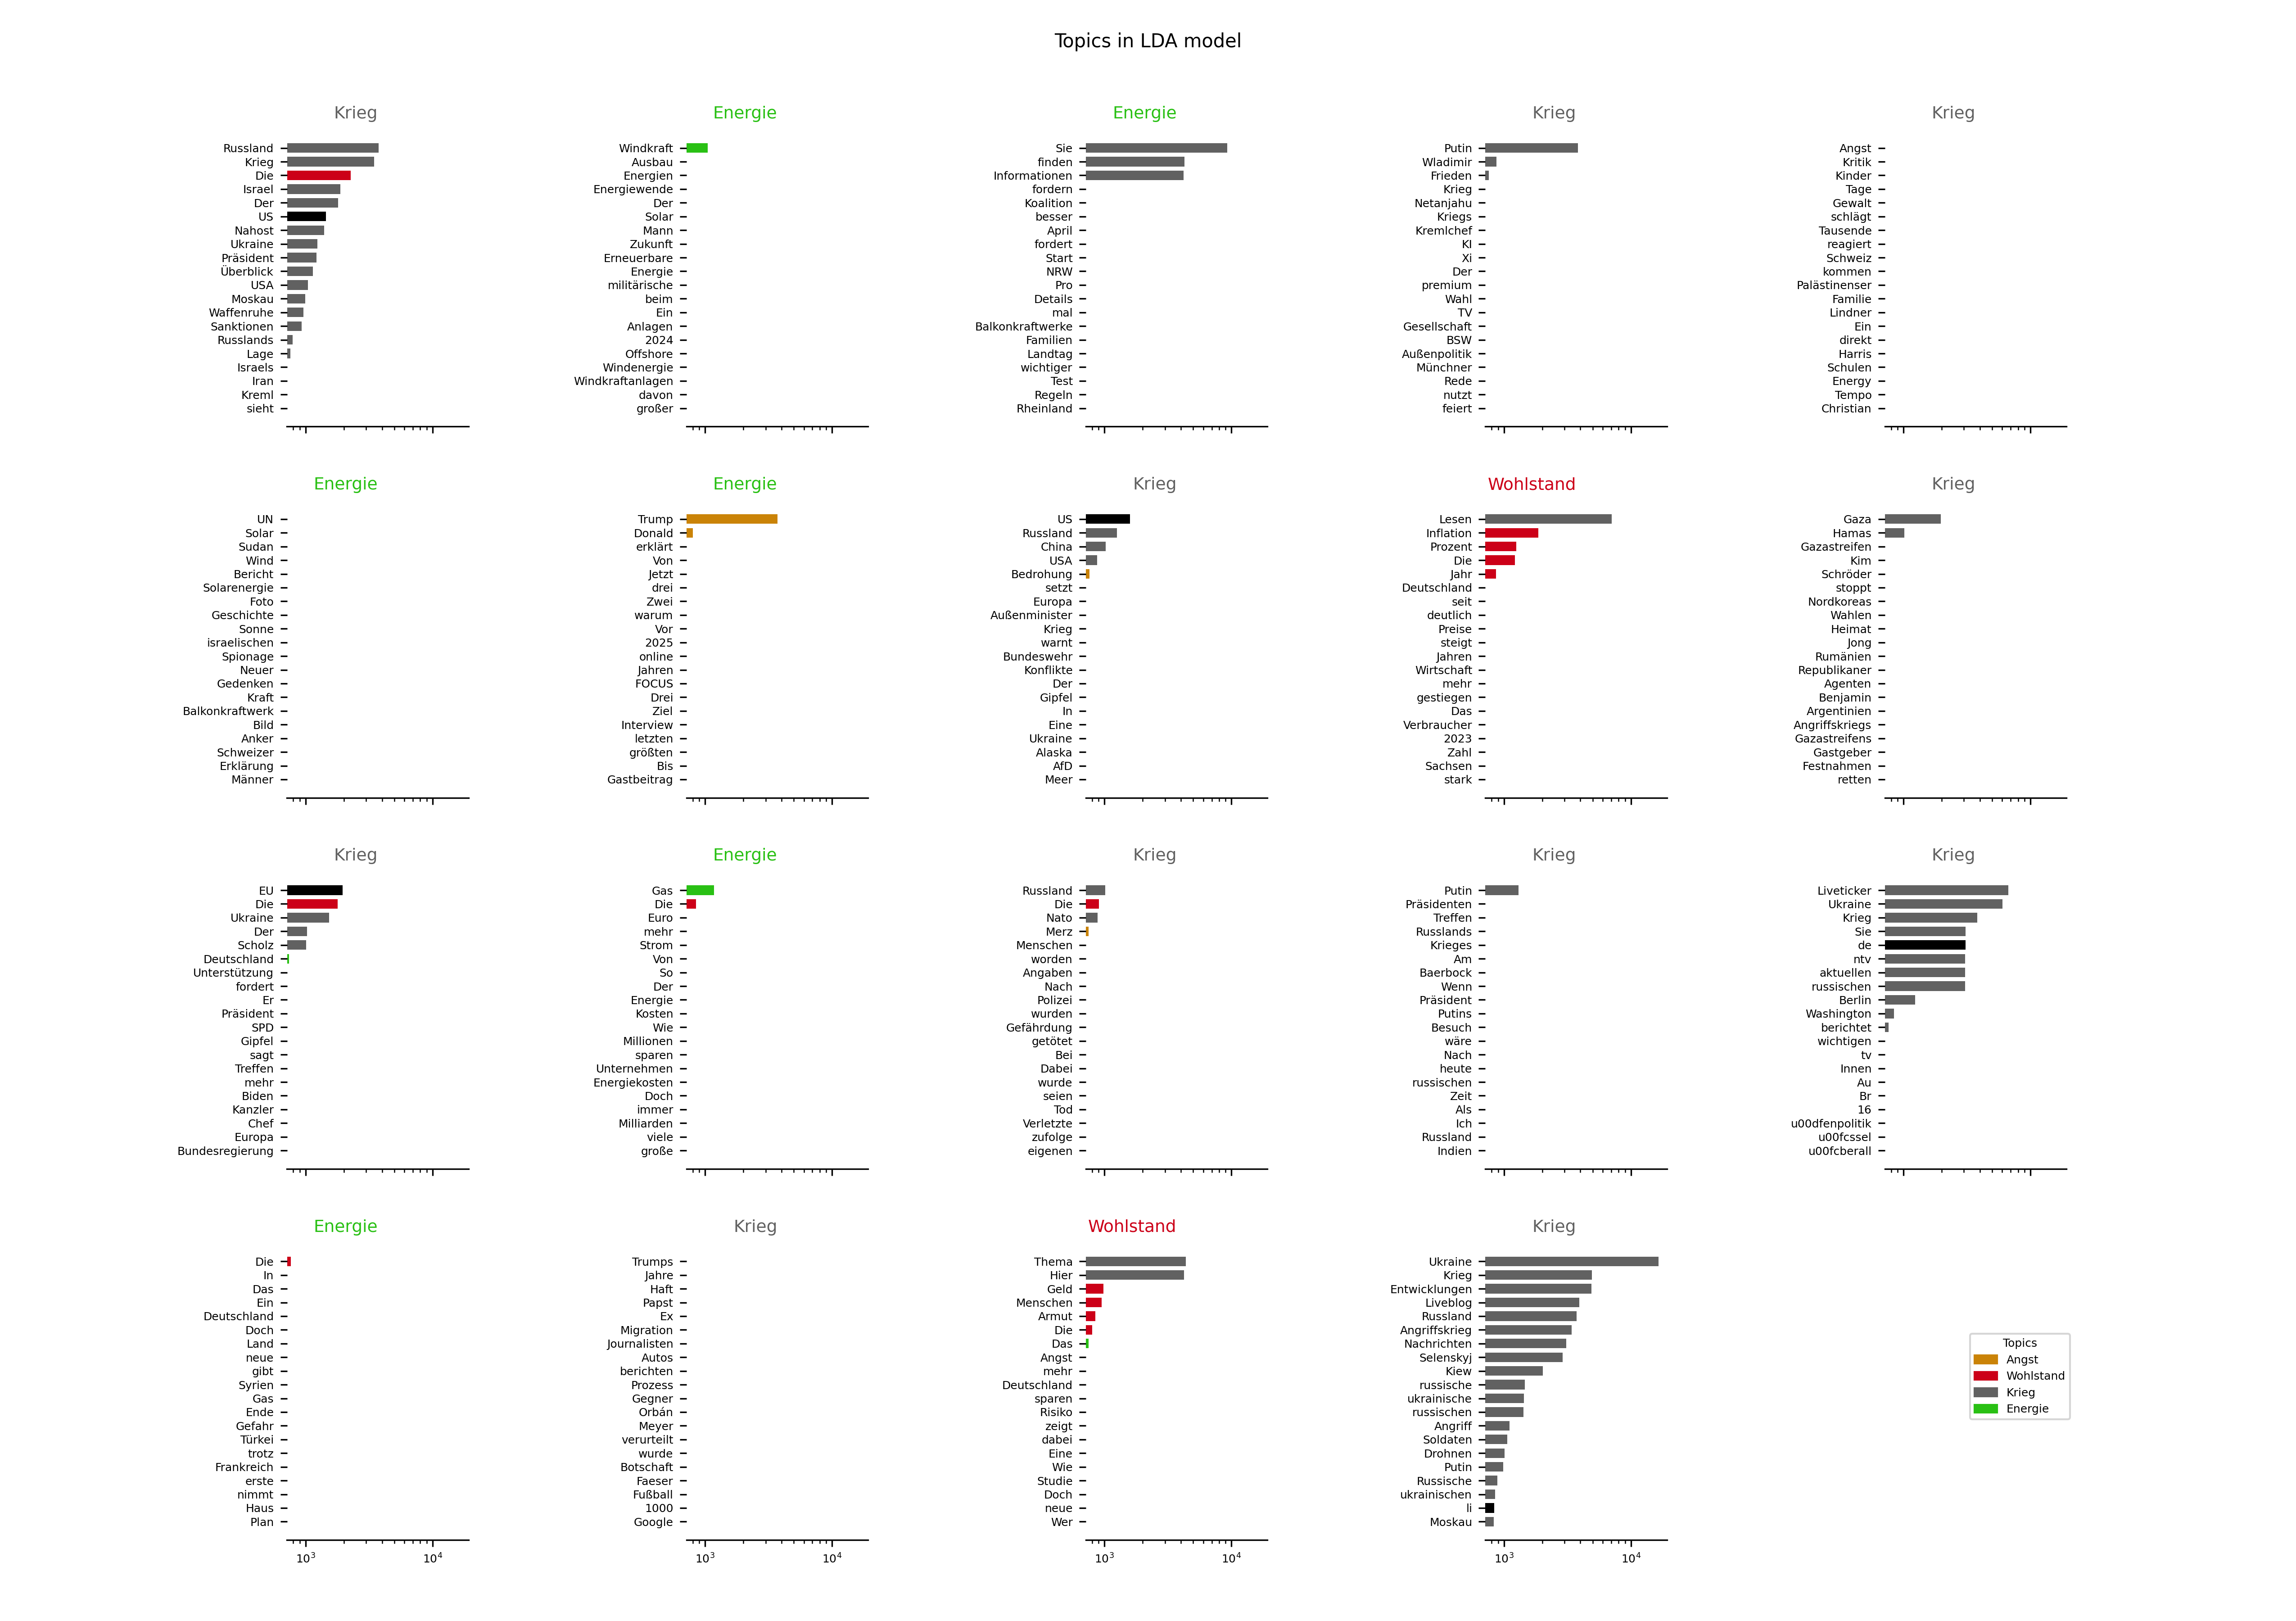 Topics in LDA model
Krieg
Russland
Krieg
Die
Israel
Der
US
Nahost
Ukraine
Präsident
Überblick
USA
Moskau
Waffenruhe
Sanktionen
Russlands
Lage
Israels
Iran
Kreml
sieht
Energie
Windkraft
Ausbau
Energien
Energiewende
Der
Solar
Mann
Zukunft
Erneuerbare
Energie
militärische
beim
Ein
Anlagen
2024
Offshore
Windenergie
Windkraftanlagen
davon
großer
Energie
Sie
finden
Informationen
fordern
Koalition
besser
April
fordert
Start
NRW
Pro
Details
mal
Balkonkraftwerke
Familien
Landtag
wichtiger
Test
Regeln
Rheinland
Krieg
Putin
Wladimir
Frieden
Krieg
Netanjahu
Kriegs
Kremlchef
KI
Xi
Der
premium
Wahl
TV
Gesellschaft
BSW
Außenpolitik
Münchner
Rede
nutzt
feiert
Krieg
Angst
Kritik
Kinder
Tage
Gewalt
schlägt
Tausende
reagiert
Schweiz
kommen
Palästinenser
Familie
Lindner
Ein
direkt
Harris
Schulen
Energy
Tempo
Christian
Energie
UN
Solar
Sudan
Wind
Bericht
Solarenergie
Foto
Geschichte
Sonne
israelischen
Spionage
Neuer
Gedenken
Kraft
Balkonkraftwerk
Bild
Anker
Schweizer
Erklärung
Männer
Energie
Trump
Donald
erklärt
Von
Jetzt
drei
Zwei
warum
Vor
2025
online
Jahren
FOCUS
Drei
Ziel
Interview
letzten
größten
Bis
Gastbeitrag
Krieg
US
Russland
China
USA
Bedrohung
setzt
Europa
Außenminister
Krieg
warnt
Bundeswehr
Konflikte
Der
Gipfel
In
Eine
Ukraine
Alaska
AfD
Meer
Wohlstand
Lesen
Inflation
Prozent
Die
Jahr
Deutschland
seit
deutlich
Preise
steigt
Jahren
Wirtschaft
mehr
gestiegen
Das
Verbraucher
2023
Zahl
Sachsen
stark
Krieg
Gaza
Hamas
Gazastreifen
Kim
Schröder
stoppt
Nordkoreas
Wahlen
Heimat
Jong
Rumänien
Republikaner
Agenten
Benjamin
Argentinien
Angriffskriegs
Gazastreifens
Gastgeber
Festnahmen
retten
Krieg
EU
Die
Ukraine
Der
Scholz
Deutschland
Unterstützung
fordert
Er
Präsident
SPD
Gipfel
sagt
Treffen
mehr
Biden
Kanzler
Chef
Europa
Bundesregierung
Energie
Gas
Die
Euro
mehr
Strom
Von
So
Der
Energie
Kosten
Wie
Millionen
sparen
Unternehmen
Energiekosten
Doch
immer
Milliarden
viele
große
Krieg
Russland
Die
Nato
Merz
Menschen
worden
Angaben
Nach
Polizei
wurden
Gefährdung
getötet
Bei
Dabei
wurde
seien
Tod
Verletzte
zufolge
eigenen
Krieg
Putin
Präsidenten
Treffen
Russlands
Krieges
Am
Baerbock
Wenn
Präsident
Putins
Besuch
wäre
Nach
heute
russischen
Zeit
Als
Ich
Russland
Indien
Krieg
Liveticker
Ukraine
Krieg
Sie
de
ntv
aktuellen
russischen
Berlin
Washington
berichtet
wichtigen
tv
Innen
Au
Br
16
u00dfenpolitik
u00fcssel
u00fcberall
Energie
Die
In
Das
Ein
Deutschland
Doch
Land
neue
gibt
Syrien
Gas
Ende
Gefahr
Türkei
trotz
Frankreich
erste
nimmt
Haus
Plan
10³ 10⁴
Krieg
Trumps
Jahre
Haft
Papst
Ex
Migration
Journalisten
Autos
berichten
Prozess
Gegner
Orbán
Meyer
verurteilt
wurde
Botschaft
Faeser
Fußball
1000
Google
10³ 10⁴
Wohlstand
Thema
Hier
Geld
Menschen
Armut
Die
Das
Angst
mehr
Deutschland
sparen
Risiko
zeigt
dabei
Eine
Wie
Studie
Doch
neue
Wer
10³ 10⁴
Krieg
Ukraine
Krieg
Entwicklungen
Liveblog
Russland
Angriffskrieg
Nachrichten
Selenskyj
Kiew
russische
ukrainische
russischen
Angriff
Soldaten
Drohnen
Putin
Russische
ukrainischen
li
Moskau
10³ 10⁴
Topics
Angst
Wohlstand
Krieg
Energie